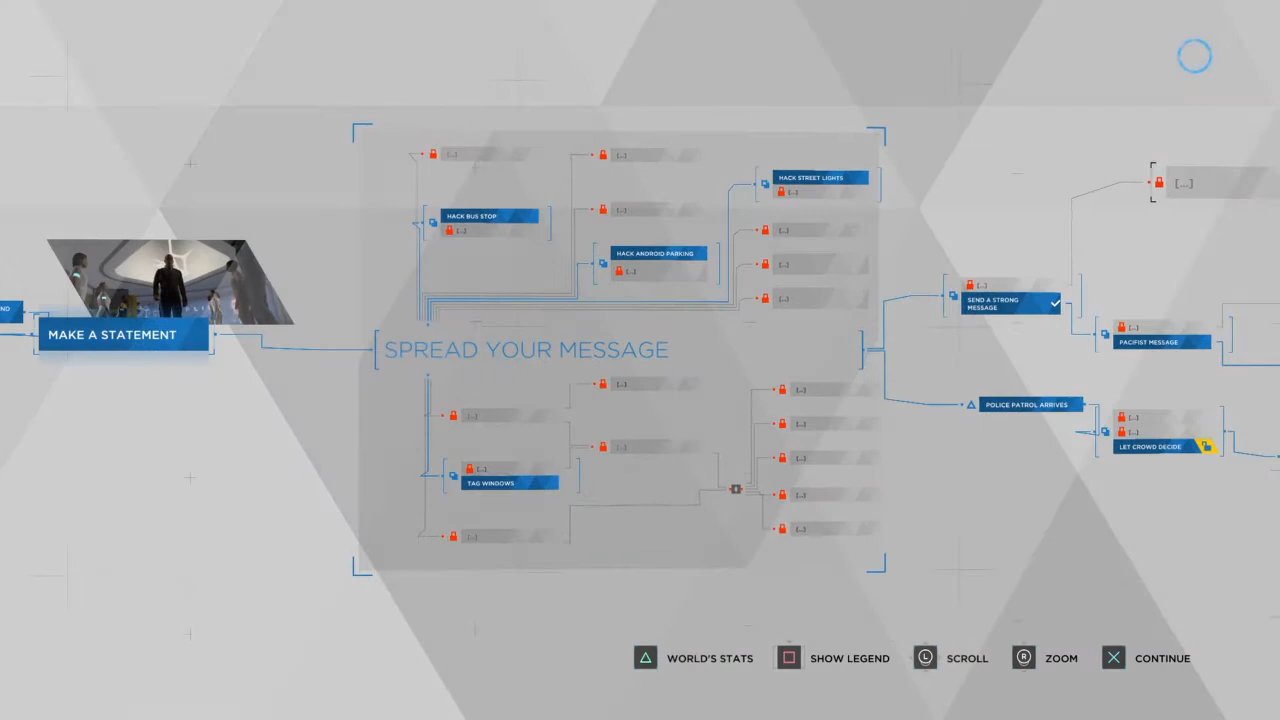 [...]
[...]
HACK STREET LIGHTS
[...]
[...]
[...]
HACK BUS STOP
[...]
HACK ANDROID PARKING
[...]
[...]
[...]
[...]
[...]
SEND A STRONG
MESSAGE
ND
MAKE A STATEMENT
SPREAD YOUR MESSAGE
[...]
PACIFIST MESSAGE
[...]
[...]
[...]
[...]
[...]
[...]
TAG WINDOWS
[...]
[...]
[...]
[...]
[...]
POLICE PATROL ARRIVES
[...]
[...]
LET CROWD DECIDE
WORLD'S STATS
SHOW LEGEND
L
SCROLL
R
ZOOM
CONTINUE